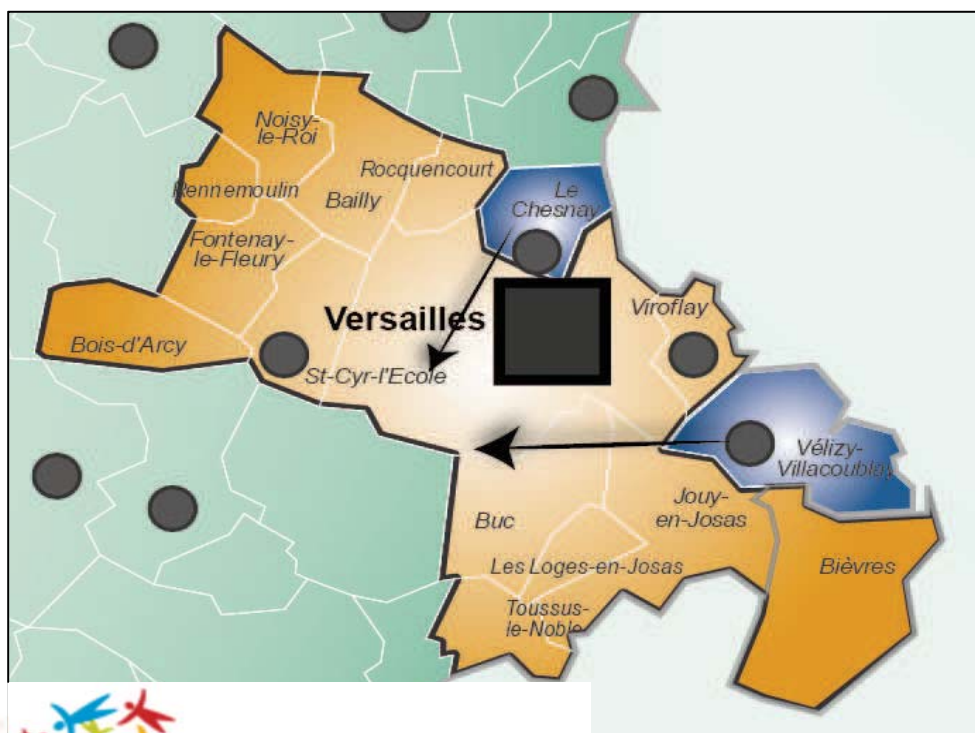 Noisy-
le-Roi
Rocquencourt
Rennemoulin
Bailly
Le
Chesnay
Fontenay-
le-Fleury
Versailles
Viroflay
Bois-d'Arcy
St-Cyr-l'Ecole
Vélizy-
Villacoublay
Jouy-
en-Josas
Buc
Les Loges-en-Josas
Bièvres
Toussus-
le-Noble